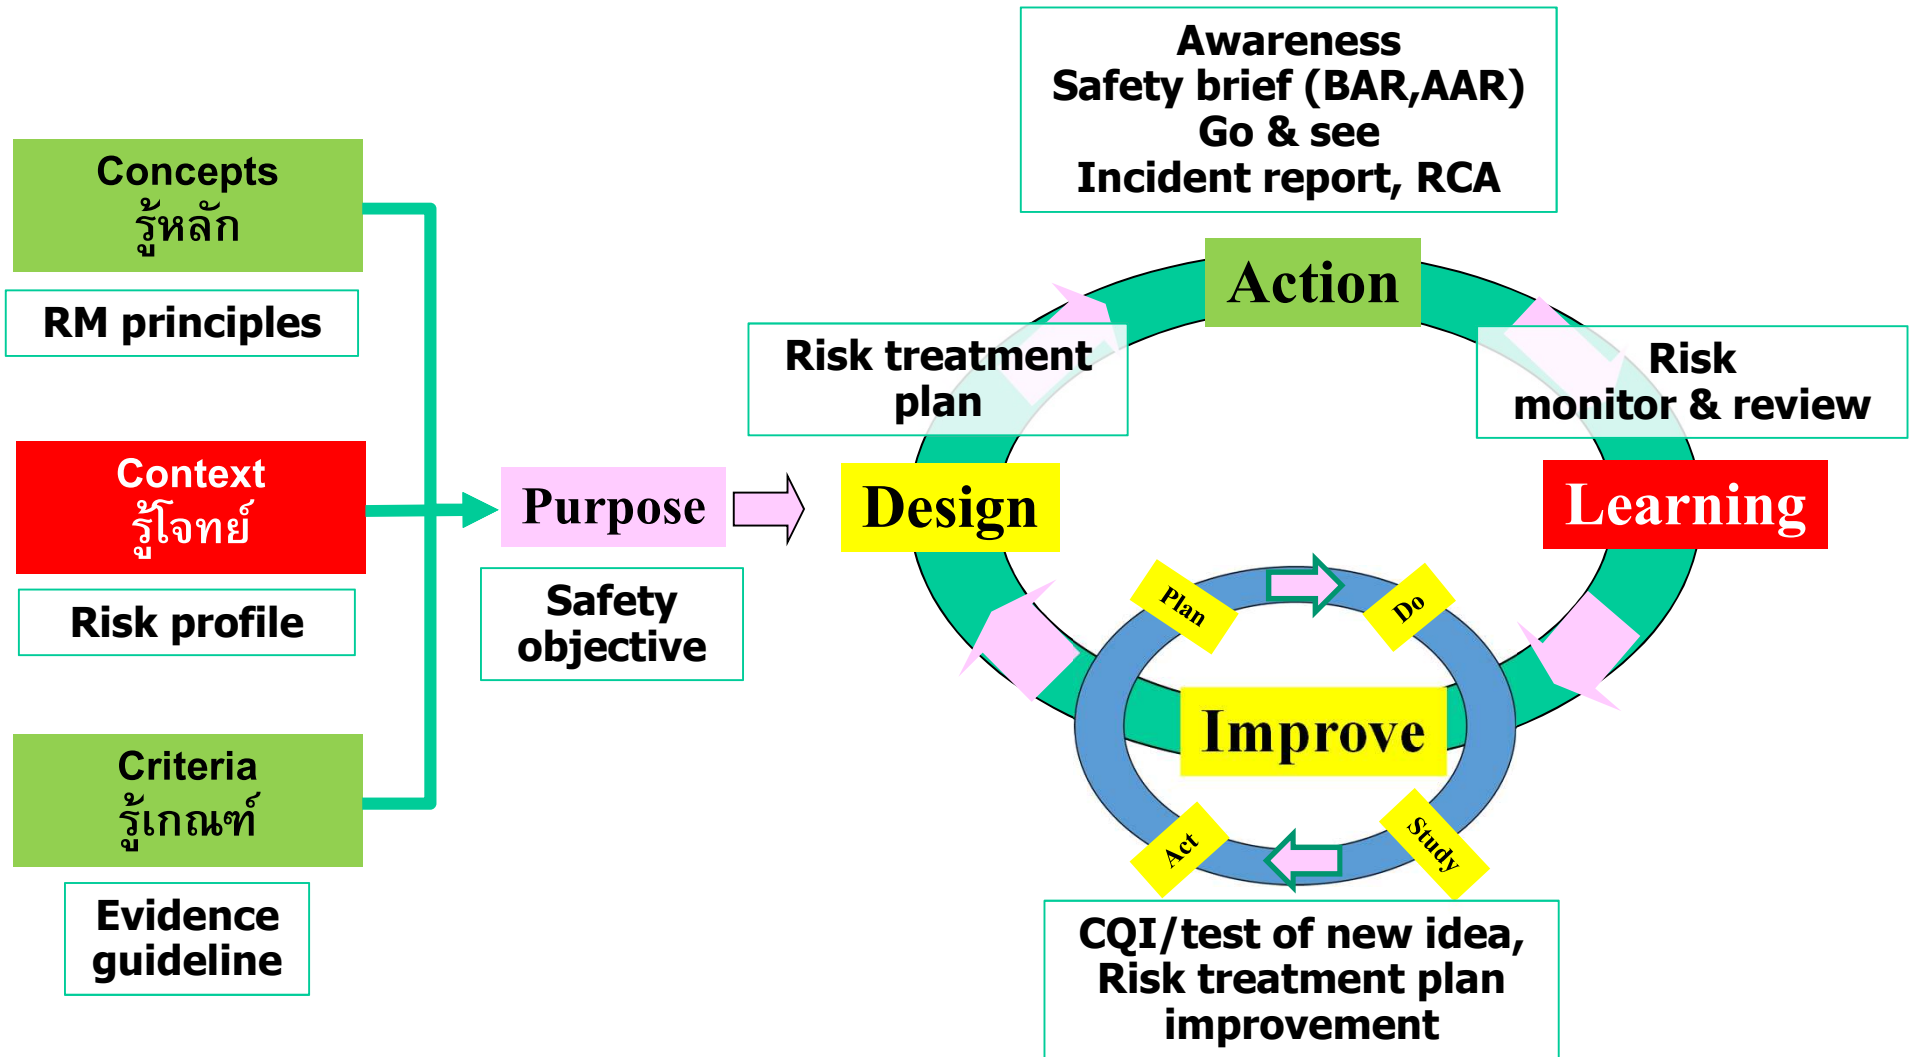 Concepts
รู้หลัก
RM principles
Context
รู้โจทย์
Risk profile
Criteria
รู้เกณฑ์
Evidence
guideline
Purpose
Safety
objective
Awareness
Safety brief (BAR,AAR)
Go & see
Incident report, RCA
Action
Risk treatment
plan
Risk
monitor & review
Design
Learning
Plan
Do
Improve
Act
Study
CQI/test of new idea,
Risk treatment plan
improvement